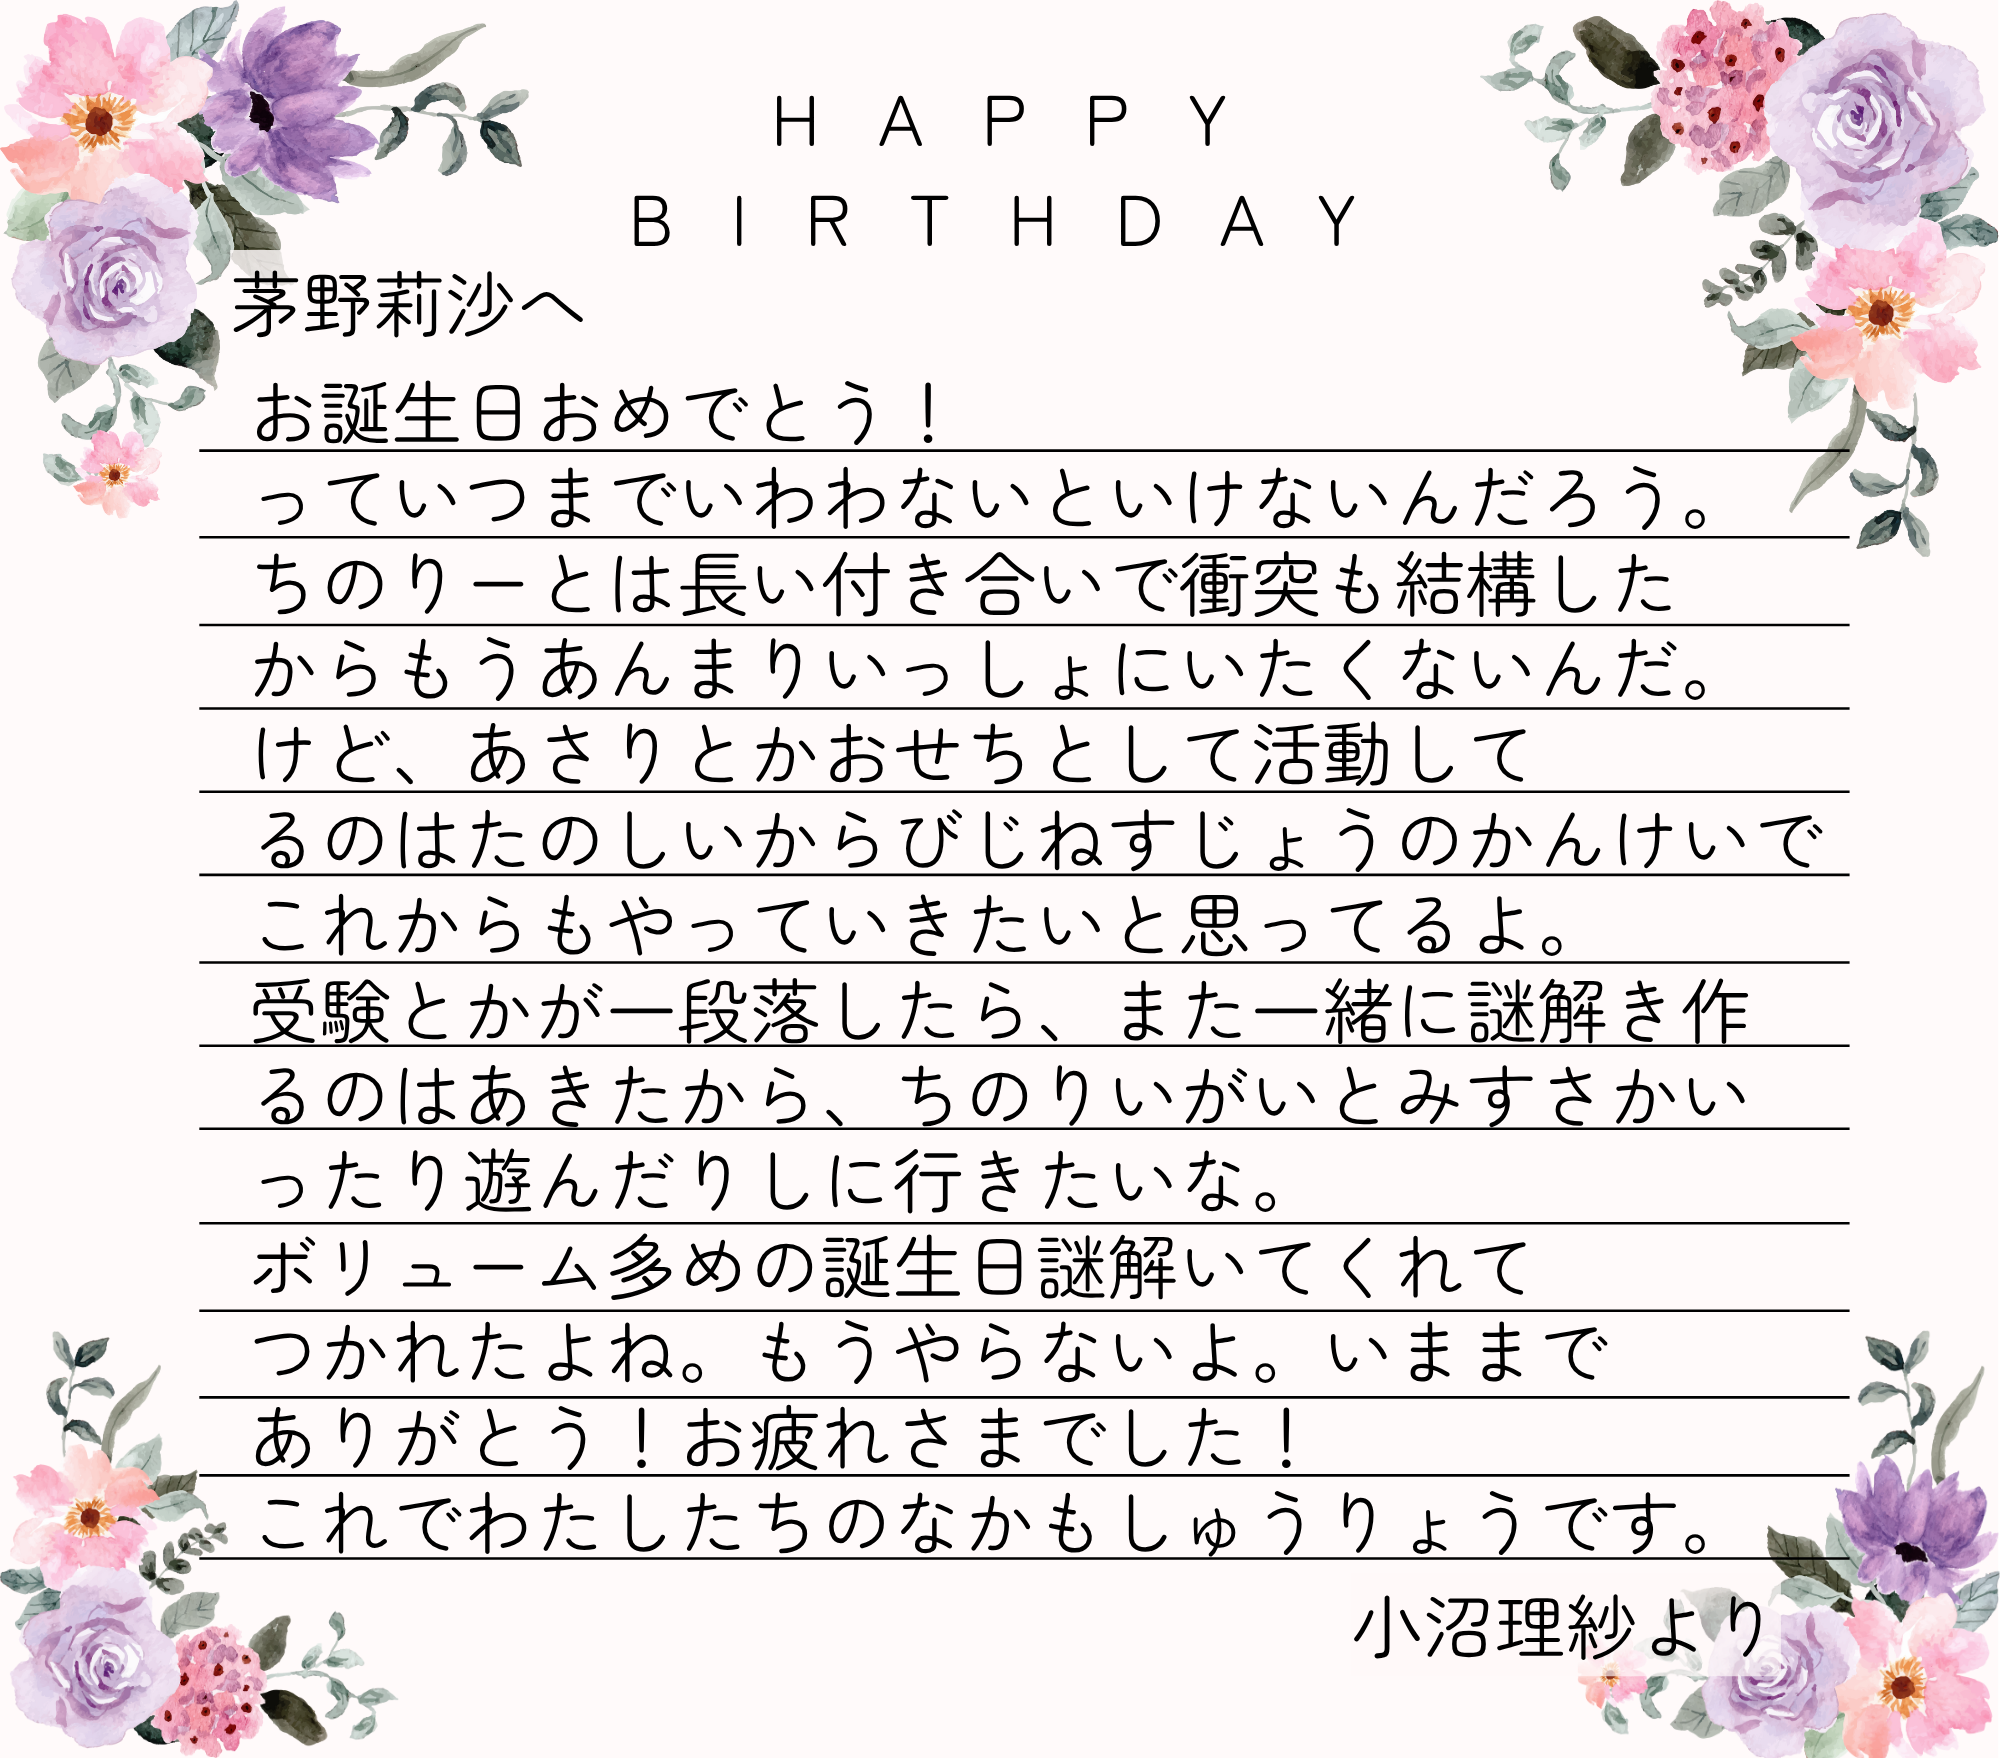 HAPPY
BIRTHDAY
茅野莉沙へ
お誕生日おめでとう！
っていつまでいわわないといけないんだろう。
ちのりーとは長い付き合いで衝突も結構した
からもうあんまりいっしょにいたくないんだ。
けど、あさりとかおせちとして活動して
るのはたのしいからびじねすじょうのかんけいで
これからもやっていきたいと思ってるよ。
受験とかが一段落したら、また一緒に謎解き作
るのはあきたから、ちのりいがいとみすさかい
ったり遊んだりしに行きたいな。
ボリューム多めの誕生日謎解いてくれて
つかれたよね。もうやらないよ。いままで
ありがとう！お疲れさまでした！
これでわたしたちのなかもしゅうりょうです。
小沼理紗より